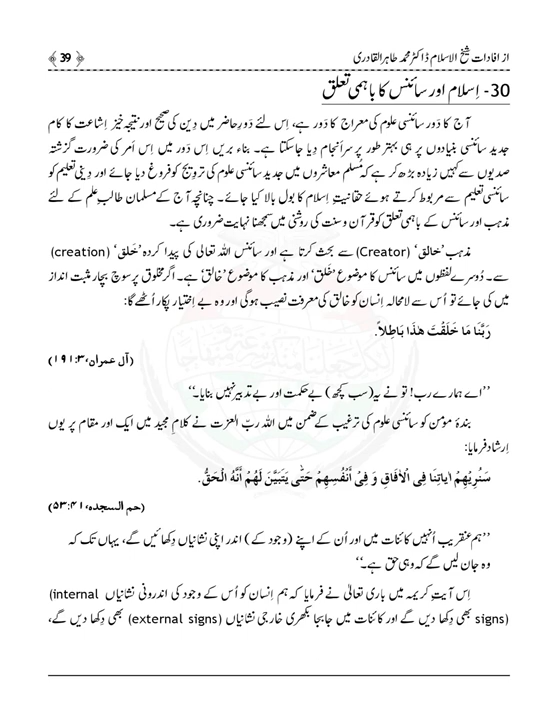 از افادات شیخ الاسلام ڈاکٹر محمد طاہر القادری ﴿ 39 ﴾
30- اِسلام اور سائنس کا باہمی تعلق
آج کا دَور سائنسی علوم کی معراج کا دَور ہے، اِس لئے دَورِحاضر میں دِین کی صحیح اور نتیجہ خیز اِشاعت کا کام
جدید سائنسی بنیادوں پر ہی بہتر طور پر سرانجام دِیا جاسکتا ہے۔ بناء بریں اِس دَور میں اِس اَمر کی ضرورت گزشتہ
صدیوں سے کہیں زیادہ بڑھ کر ہے کہ مُسلم معاشروں میں جدید سائنسی علوم کی ترویج کو فروغ دیا جائے اور دِینی تعلیم کو
سائنسی تعلیم سے مربوط کرتے ہوئے حقانیتِ اِسلام کا بول بالا کیا جائے۔ چنانچہ آج کے مسلمان طالبِ علم کے لئے
مذہب اور سائنس کے باہمی تعلق کو قرآن و سنت کی روشنی میں سمجھنا نہایت ضروری ہے۔
مذہب ’خالق‘ (Creator) سے بحث کرتا ہے اور سائنس اللہ تعالی کی پیدا کردہ ’خَلق‘ (creation)
سے۔ دُوسرے لفظوں میں سائنس کا موضوع ’خَلق‘ اور مذہب کا موضوع ’خالق‘ ہے۔ اگر مخلوق پر سوچ بچار مثبت انداز
میں کی جائے تو اُس سے لامحالہ اِنسان کو خالق کی معرفت نصیب ہوگی اور وہ بے اِختیار پکار اُٹھے گا:
رَبَّنَا مَا خَلَقْتَ هٰذَا بَاطِلاً.
(آل عمران،۳:۱۹۱)
’’اے ہمارے رب! تو نے یہ (سب کچھ) بے حکمت اور بے تدبیر نہیں بنایا۔‘‘
بندۂ مومن کو سائنسی علوم کی ترغیب کے ضمن میں اللہ ربّ العزت نے کلامِ مجید میں ایک اور مقام پر یوں
اِرشاد فرمایا:
سَنُرِيْهِمْ اٰيَاتِنَا فِی الْاٰفَاقِ وَ فِیْ أَنْفُسِهِمْ حَتّٰی يَتَبَيَّنَ لَهُمْ أَنَّهُ الْحَقُّ.
(حم السجدہ،۴۱:۵۳)
’’ہم عنقریب اُنہیں کائنات میں اور اُن کے اپنے (وجود کے) اندر اپنی نشانیاں دِکھائیں گے، یہاں تک کہ
وہ جان لیں گے کہ وہی حق ہے۔‘‘
اِس آیتِ کریمہ میں باری تعالیٰ نے فرمایا کہ ہم اِنسان کو اُس کے وجود کی اندرونی نشانیاں (internal
signs) بھی دِکھا دیں گے اور کائنات میں جابجا بکھری خارجی نشانیاں (external signs) بھی دِکھا دیں گے،